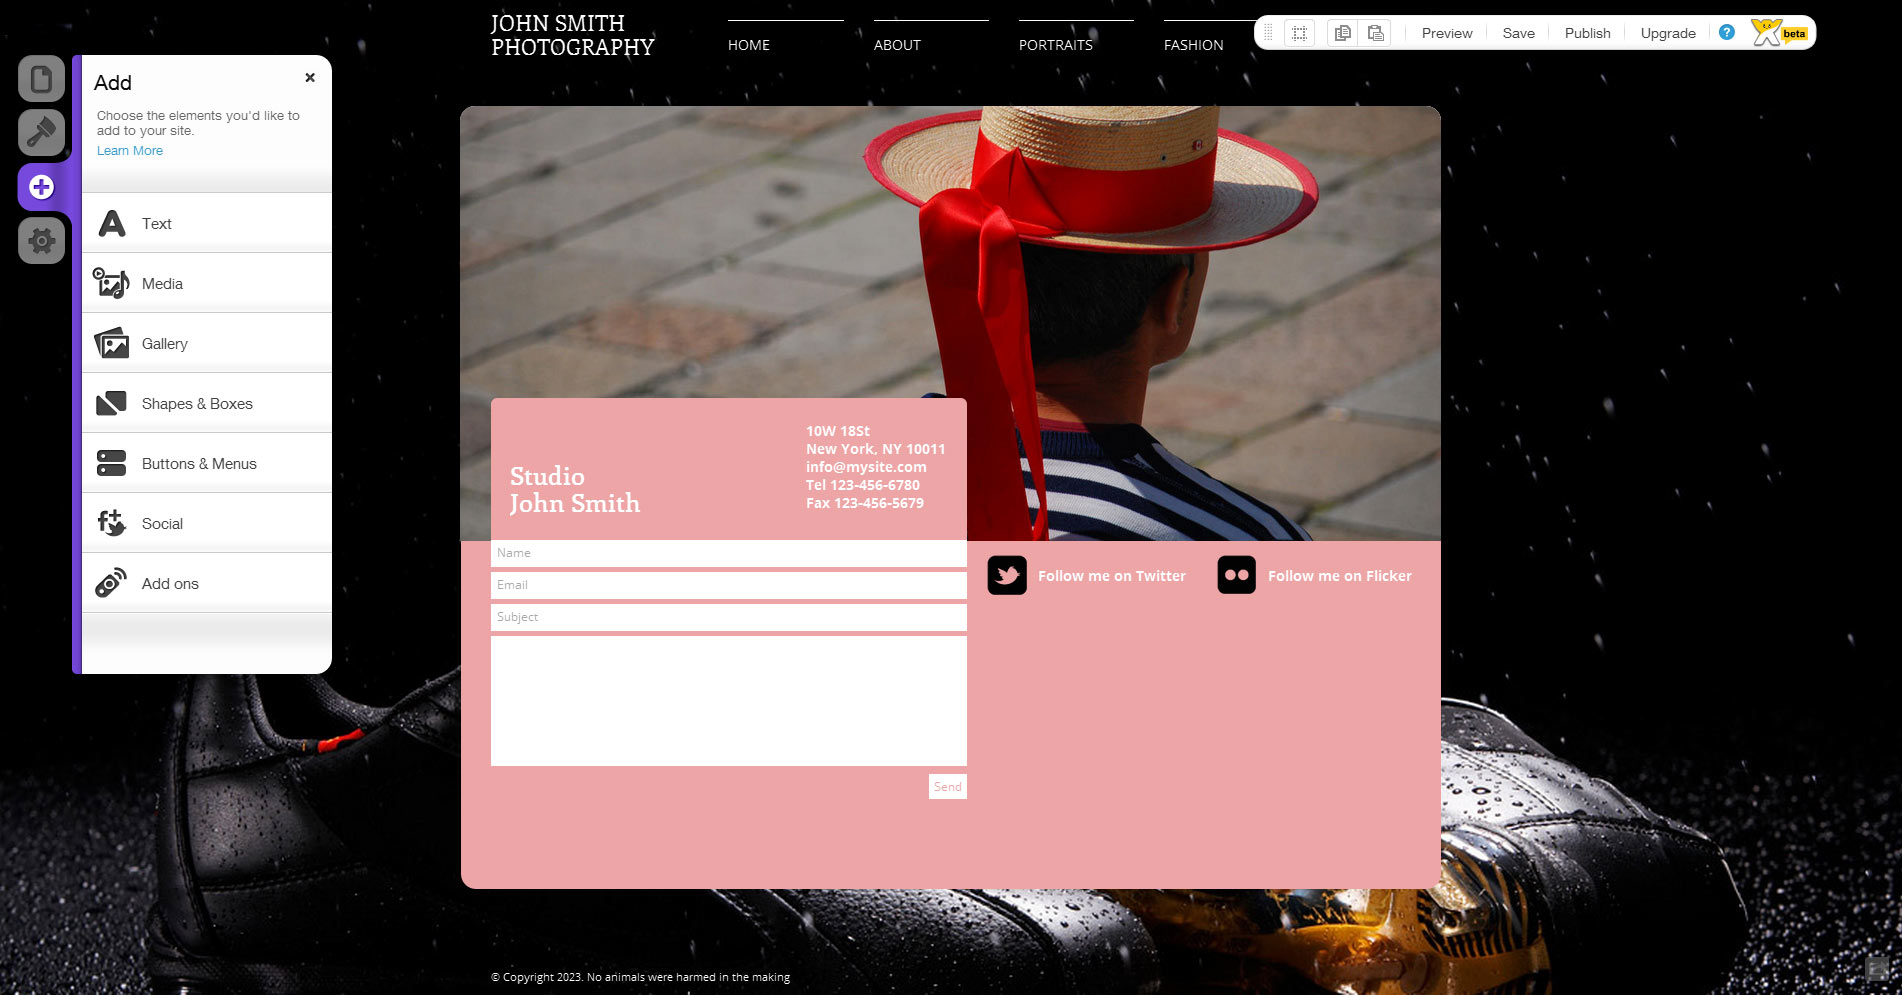 JOHN SMITH
PHOTOGRAPHY
HOME
ABOUT
PORTRAITS
FASHION
Preview
Save
Publish
Upgrade
?
beta
Add
Choose the elements you'd like to
add to your site.
Learn More
Text
Media
Gallery
Shapes & Boxes
Buttons & Menus
Social
Add ons
Studio
John Smith
10W 18St
New York, NY 10011
info@mysite.com
Tel 123-456-6780
Fax 123-456-5679
Name
Email
Subject
Send
Follow me on Twitter
Follow me on Flicker
© Copyright 2023. No animals were harmed in the making